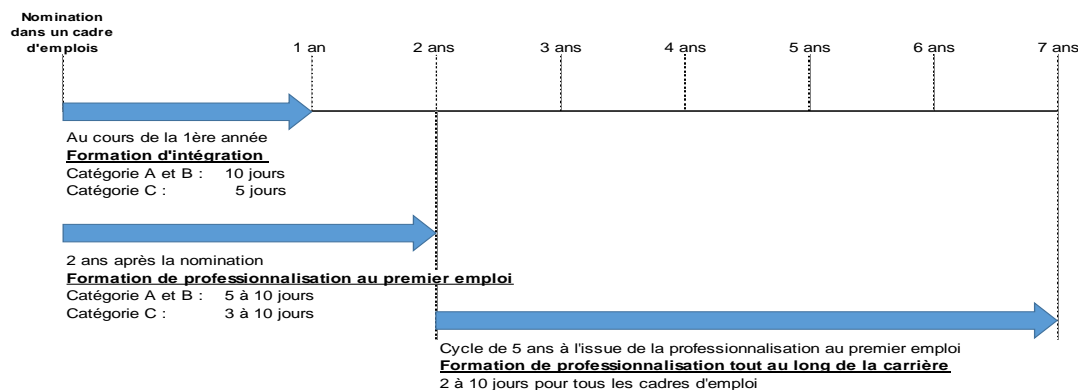 Nomination
dans un cadre
d'emplois
1 an
2 ans
3 ans
4 ans
5 ans
6 ans
7 ans
Au cours de la 1ère année
Formation d'intégration
Catégorie A et B : 10 jours
Catégorie C : 5 jours
2 ans après la nomination
Formation de professionnalisation au premier emploi
Catégorie A et B : 5 à 10 jours
Catégorie C : 3 à 10 jours
Cycle de 5 ans à l'issue de la professionnalisation au premier emploi
Formation de professionnalisation tout au long de la carrière
2 à 10 jours pour tous les cadres d'emploi